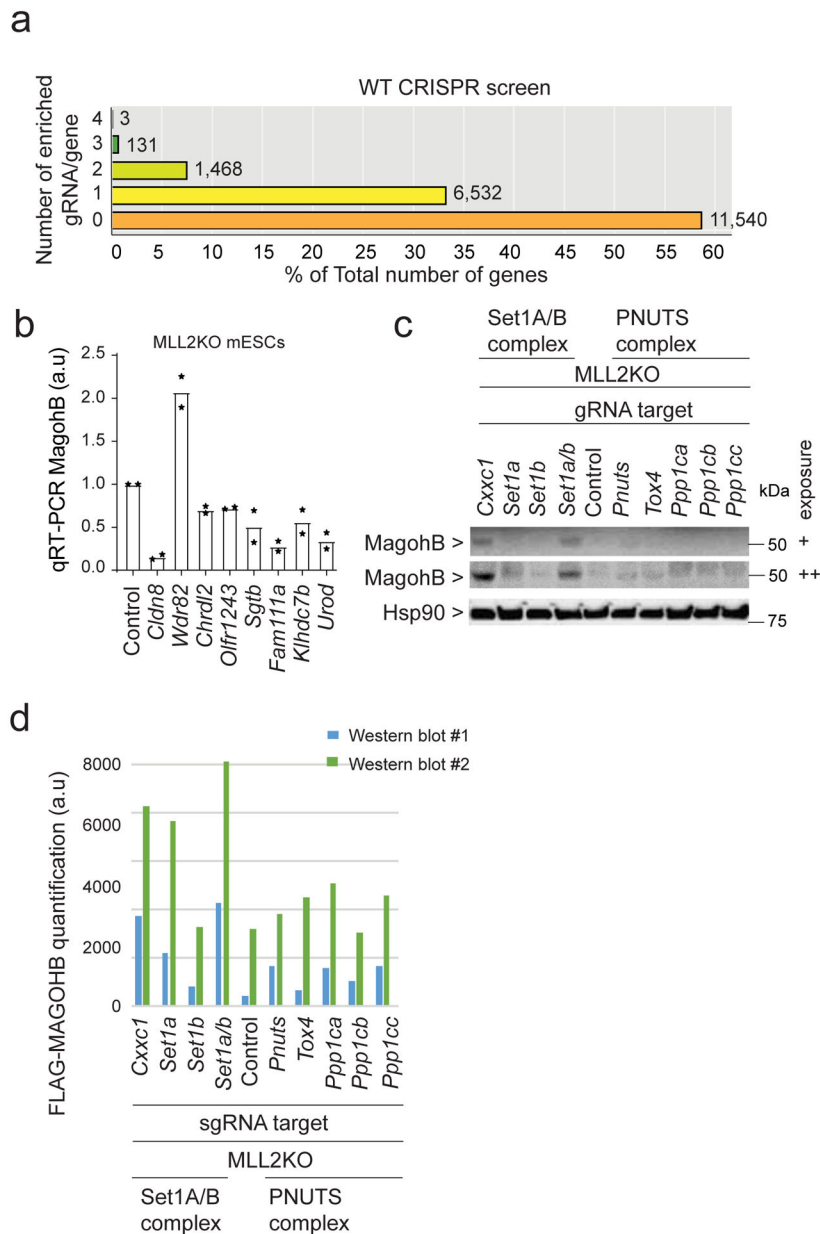 a
WT CRISPR screen
Number of enriched
gRNA/gene
4 3
3 131
2 1,468
1 6,532
0 11,540
0 5 10 15 20 25 30 35 40 45 50 55 60
% of Total number of genes
b
MLL2KO mESCs
qRT-PCR MagohB (a.u)
2.5
2.0
1.5
1.0
0.5
0.0
Control
Cldn8
Wdr82
Chrdl2
Olfr1243
Sgtb
Fam111a
Klhdc7b
Urod
c
Set1A/B
complex
PNUTS
complex
MLL2KO
gRNA target
Cxxc1
Set1a
Set1b
Set1a/b
Control
Pnuts
Tox4
Ppp1ca
Ppp1cb
Ppp1cc
kDa
exposure
MagohB > 50 +
MagohB > 50 ++
Hsp90 > 75
d
Western blot #1
Western blot #2
FLAG-MAGOHB quantification (a.u)
8000
6000
4000
2000
0
Cxxc1
Set1a
Set1b
Set1a/b
Control
Pnuts
Tox4
Ppp1ca
Ppp1cb
Ppp1cc
sgRNA target
MLL2KO
Set1A/B
complex
PNUTS
complex